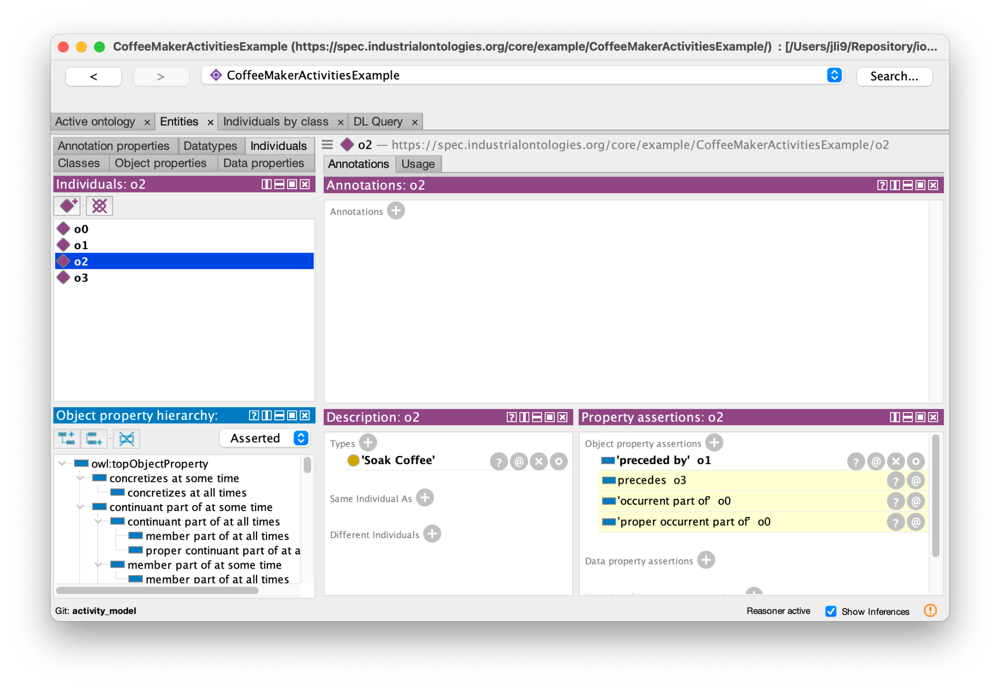 CoffeeMakerActivitiesExample (https://spec.industrialontologies.org/core/example/CoffeeMakerActivitiesExample/) : [/Users/jli9/Repository/io...
<
>
CoffeeMakerActivitiesExample
Search...
Active ontology × Entities × Individuals by class × DL Query ×
Annotation properties Datatypes Individuals
Classes Object properties Data properties
Individuals: o2
o0
o1
o2
o3
Object property hierarchy:
Asserted
owl:topObjectProperty
concretizes at some time
concretizes at all times
continuant part of at some time
continuant part of at all times
member part of at all times
proper continuant part of at a
member part of at some time
member part of at all times
o2 — https://spec.industrialontologies.org/core/example/CoffeeMakerActivitiesExample/o2
Annotations Usage
Annotations: o2
Annotations
Description: o2
Types
'Soak Coffee'
Same Individual As
Different Individuals
Property assertions: o2
Object property assertions
'preceded by' o1
precedes o3
'occurrent part of' o0
'proper occurrent part of' o0
Data property assertions
Git: activity_model
Reasoner active Show Inferences